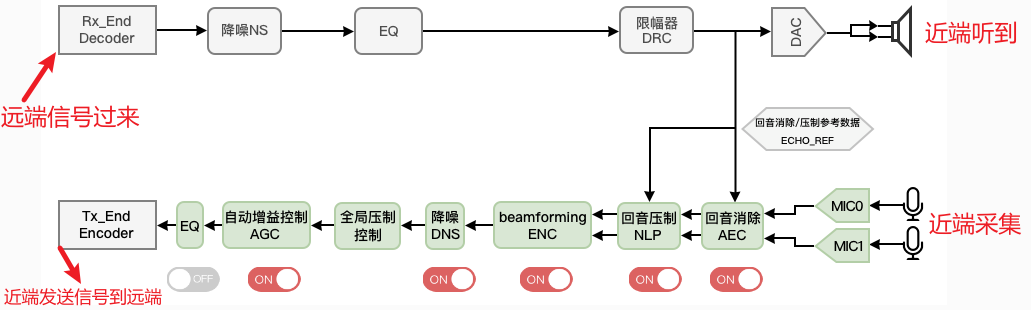 Rx_End
Decoder
降噪NS
EQ
限幅器
DRC
DAC
近端听到
远端信号过来
回音消除/压制参考数据
ECHO_REF
Tx_End
Encoder
EQ
自动增益控制
AGC
全局压制
控制
降噪
DNS
beamforming
ENC
回音压制
NLP
回音消除
AEC
MIC0
MIC1
近端采集
OFF
ON
ON
ON
ON
ON
近端发送信号到远端